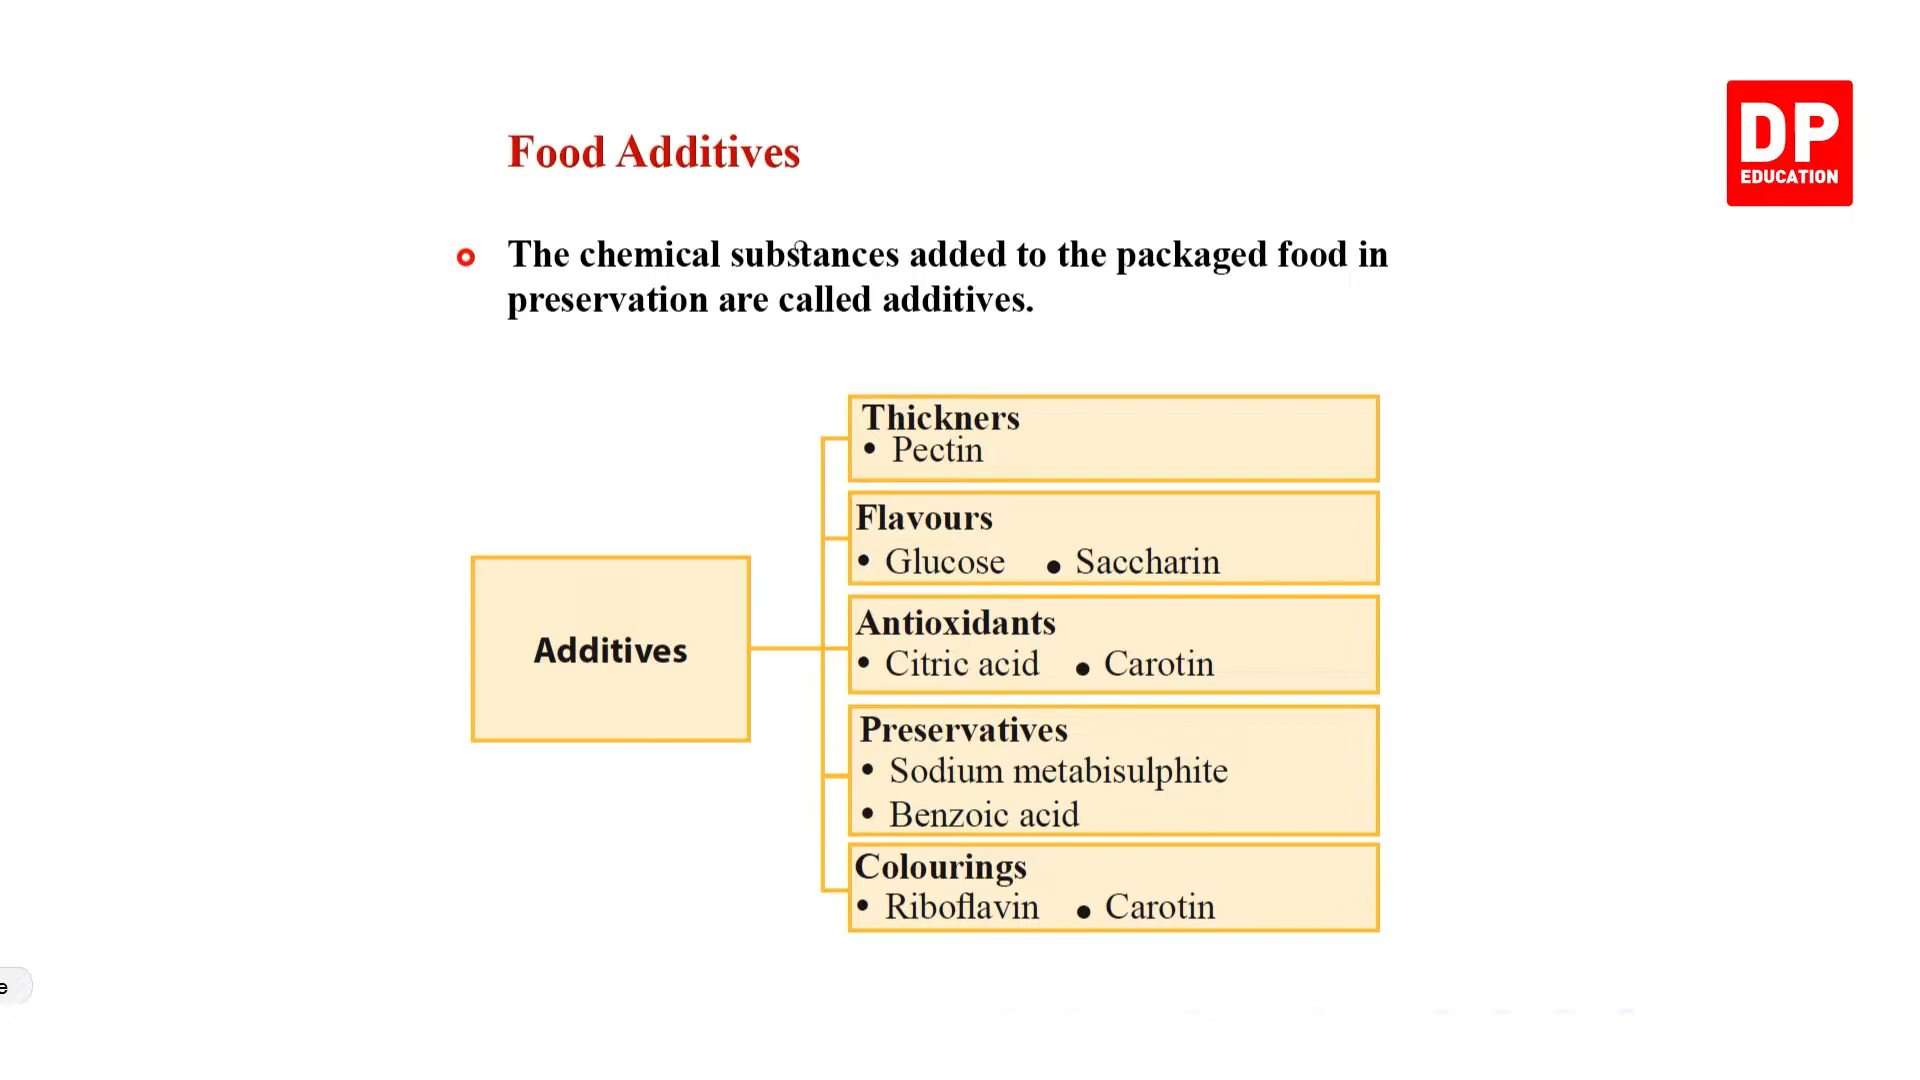 DP
EDUCATION
Food Additives
The chemical substances added to the packaged food in
preservation are called additives.
Additives
Thickners
• Pectin
Flavours
• Glucose • Saccharin
Antioxidants
• Citric acid • Carotin
Preservatives
• Sodium metabisulphite
• Benzoic acid
Colourings
• Riboflavin • Carotin
e